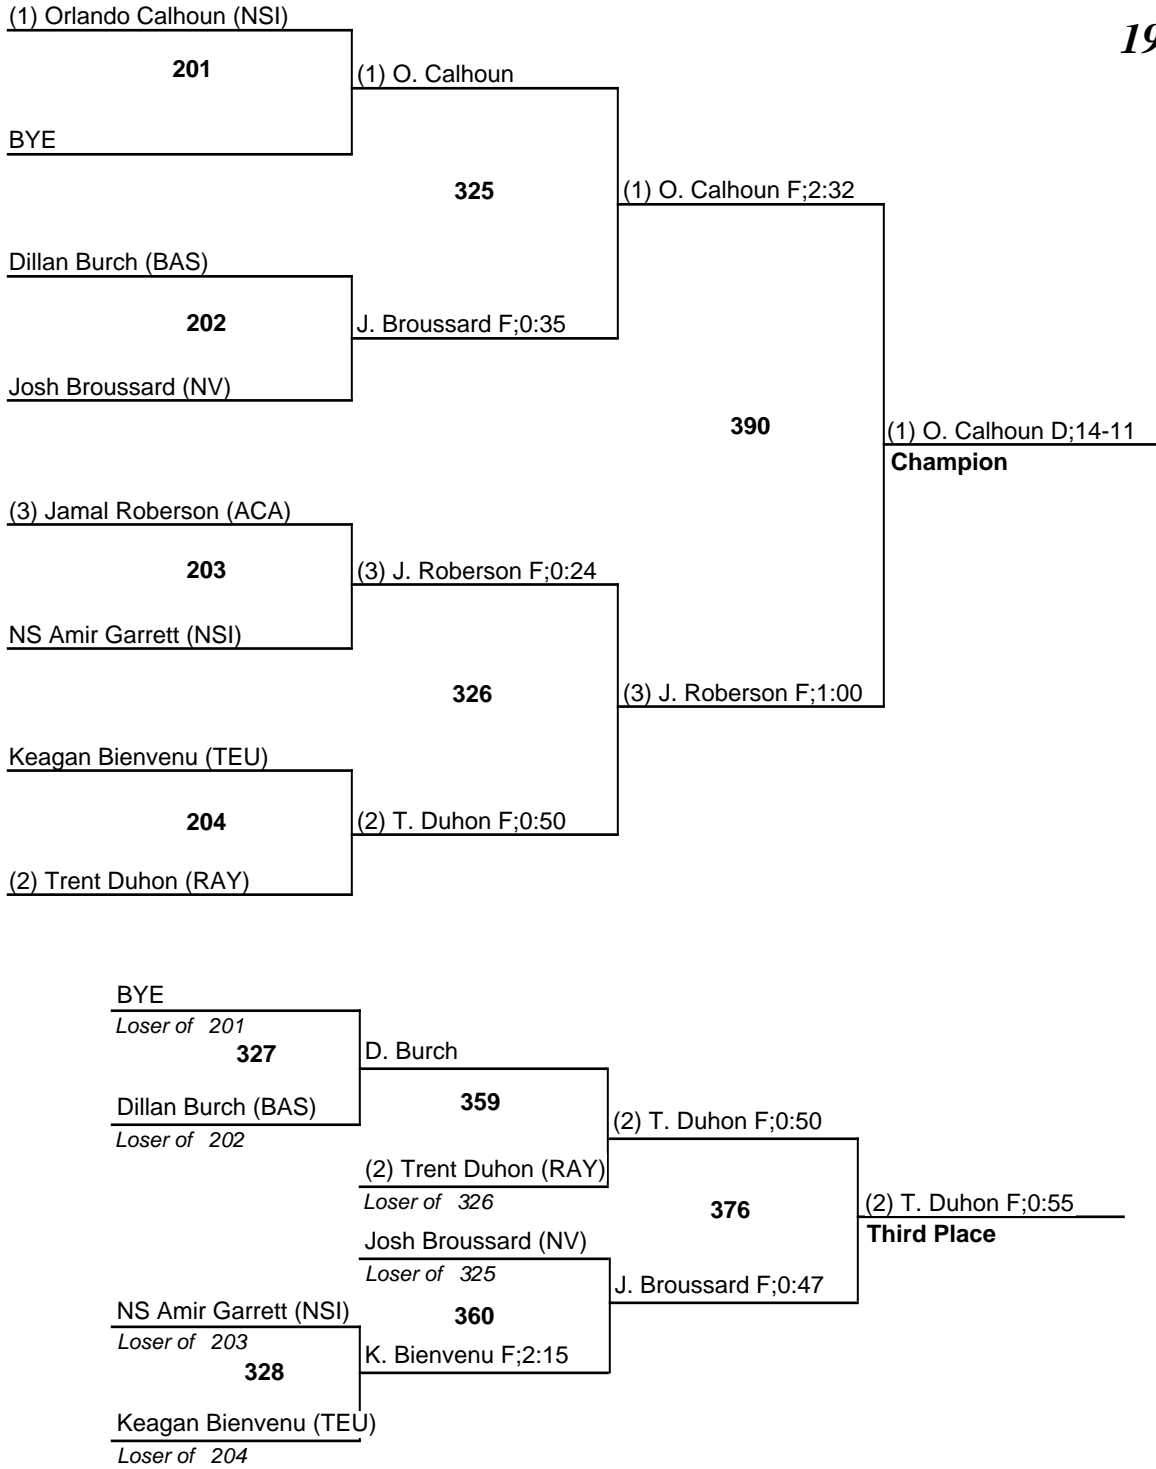 (1) Orlando Calhoun (NSI)
19
201
(1) O. Calhoun
BYE
325
(1) O. Calhoun F;2:32
Dillan Burch (BAS)
202
J. Broussard F;0:35
Josh Broussard (NV)
390
(1) O. Calhoun D;14-11
Champion
(3) Jamal Roberson (ACA)
203
(3) J. Roberson F;0:24
NS Amir Garrett (NSI)
326
(3) J. Roberson F;1:00
Keagan Bienvenu (TEU)
204
(2) T. Duhon F;0:50
(2) Trent Duhon (RAY)
BYE
Loser of 201
327
D. Burch
Dillan Burch (BAS)
Loser of 202
359
(2) T. Duhon F;0:50
(2) Trent Duhon (RAY)
Loser of 326
376
(2) T. Duhon F;0:55
Third Place
Josh Broussard (NV)
Loser of 325
J. Broussard F;0:47
NS Amir Garrett (NSI)
Loser of 203
360
K. Bienvenu F;2:15
328
Keagan Bienvenu (TEU)
Loser of 204